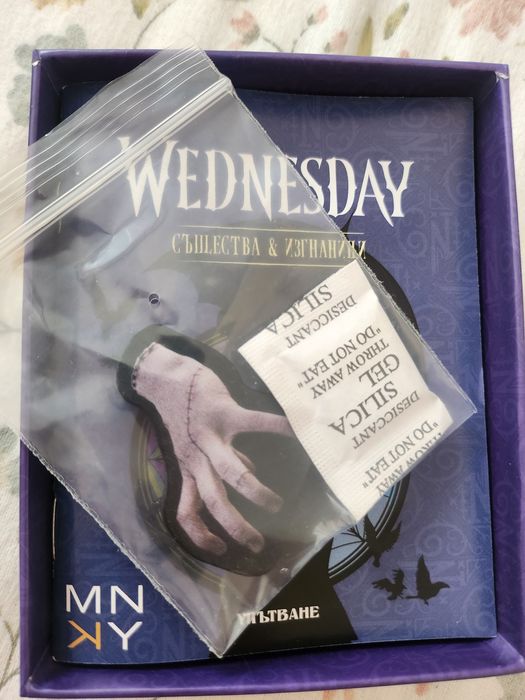 WEDNESDAY
СЪЩЕСТВА & ИЗГНАНИЦИ
SILICA
DESICCANT
"DO NOT EAT"
THROW AWAY
GEL
SILICA
DESICCANT
"DO NOT EAT"
THROW AWAY
MN
KY
УПЪТВАНЕ